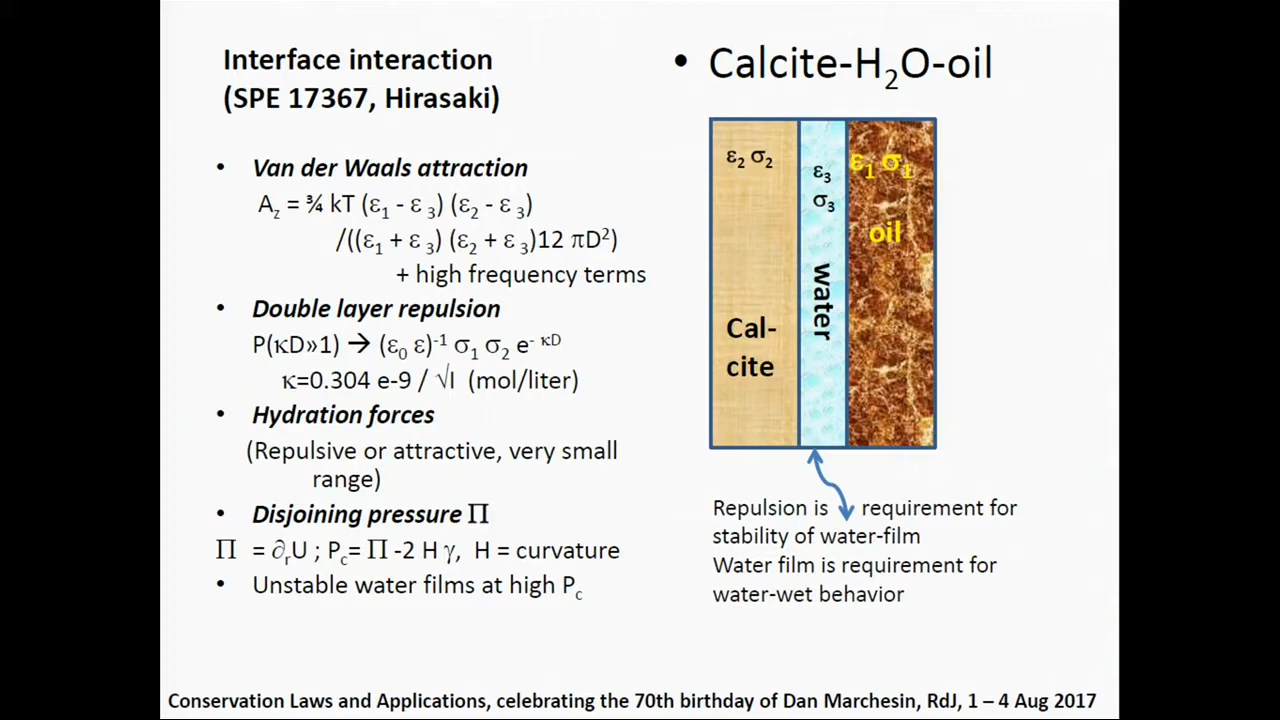 Interface interaction
(SPE 17367, Hirasaki)
• Van der Waals attraction
A_z = ¾ kT (ε₁ - ε ₃) (ε₂ - ε ₃)
/((ε₁ + ε ₃) (ε₂ + ε ₃)12 πD²)
+ high frequency terms
• Double layer repulsion
P(κD»1) → (ε₀ ε)⁻¹ σ₁ σ₂ e^(- κD)
κ=0.304 e-9 / √I (mol/liter)
• Hydration forces
(Repulsive or attractive, very small
range)
• Disjoining pressure Π
Π = ∂ᵣU ; P_c= Π -2 H γ, H = curvature
• Unstable water films at high P_c
• Calcite-H₂O-oil
ε₂ σ₂
Cal-
cite
ε₃
σ₃
water
ε₁ σ₁
oil
Repulsion is requirement for
stability of water-film
Water film is requirement for
water-wet behavior
Conservation Laws and Applications, celebrating the 70th birthday of Dan Marchesin, RdJ, 1 – 4 Aug 2017